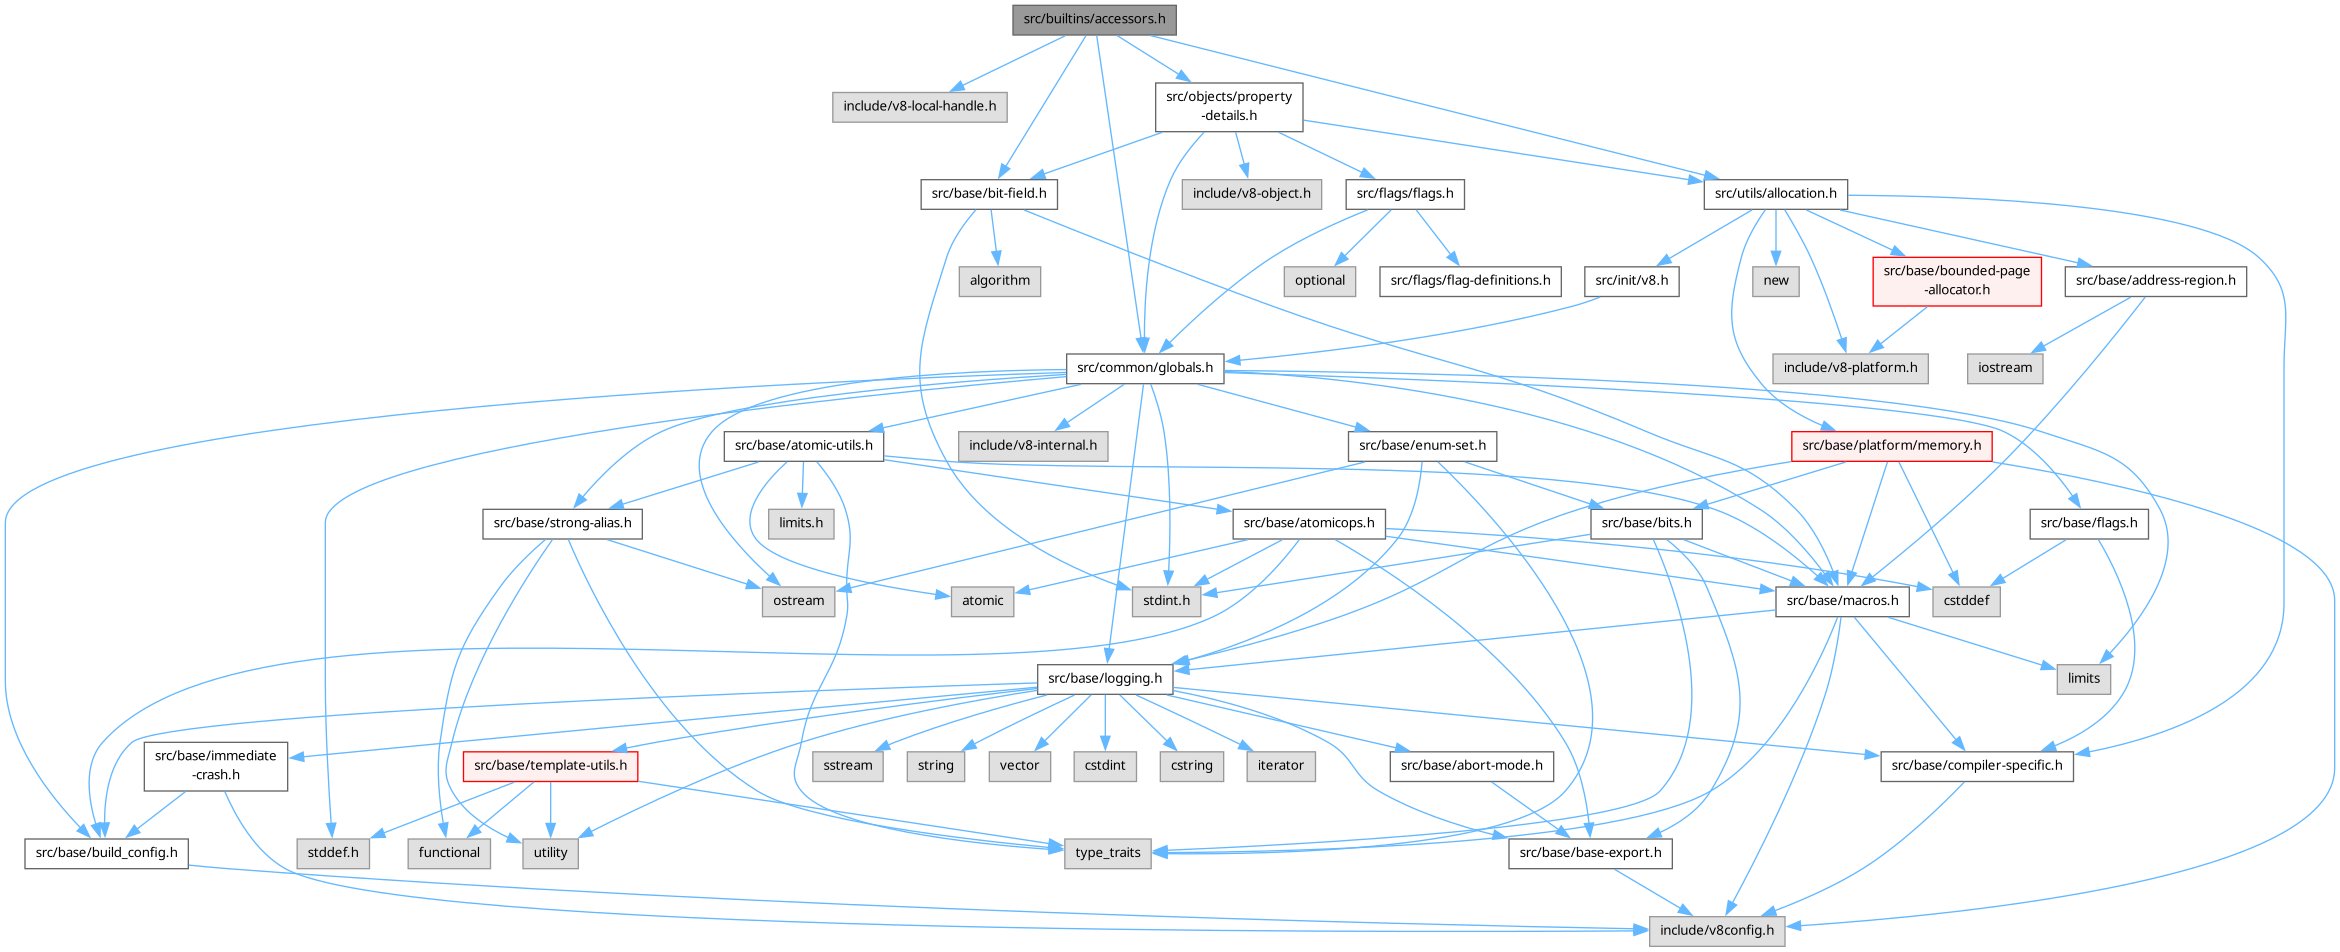 src/builtins/accessors.h
include/v8-local-handle.h
src/objects/property
-details.h
src/base/bit-field.h
include/v8-object.h
src/flags/flags.h
src/utils/allocation.h
algorithm
optional
src/flags/flag-definitions.h
src/init/v8.h
new
src/base/bounded-page
-allocator.h
src/base/address-region.h
src/common/globals.h
include/v8-platform.h
iostream
src/base/atomic-utils.h
include/v8-internal.h
src/base/enum-set.h
src/base/platform/memory.h
src/base/strong-alias.h
limits.h
src/base/atomicops.h
src/base/bits.h
src/base/flags.h
ostream
atomic
stdint.h
src/base/macros.h
cstddef
src/base/logging.h
limits
src/base/immediate
-crash.h
src/base/template-utils.h
sstream
string
vector
cstdint
cstring
iterator
src/base/abort-mode.h
src/base/compiler-specific.h
src/base/build_config.h
stddef.h
functional
utility
type_traits
src/base/base-export.h
include/v8config.h